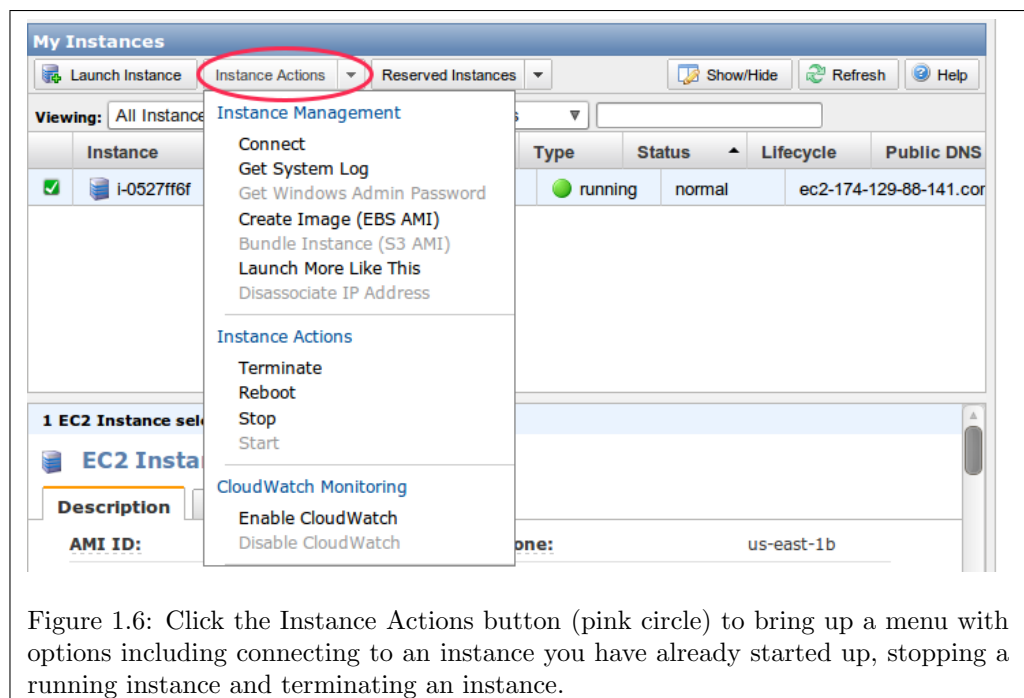 My Instances
Launch Instance Instance Actions Reserved Instances Show/Hide Refresh Help
Viewing: All Instance
Instance Type Status Lifecycle Public DNS
i-0527ff6f running normal ec2-174-129-88-141.cor
Instance Management
Connect
Get System Log
Get Windows Admin Password
Create Image (EBS AMI)
Bundle Instance (S3 AMI)
Launch More Like This
Disassociate IP Address
Instance Actions
Terminate
Reboot
Stop
Start
CloudWatch Monitoring
Enable CloudWatch
Disable CloudWatch
1 EC2 Instance sel
EC2 Insta
Description
AMI ID: one: us-east-1b
Figure 1.6: Click the Instance Actions button (pink circle) to bring up a menu with
options including connecting to an instance you have already started up, stopping a
running instance and terminating an instance.